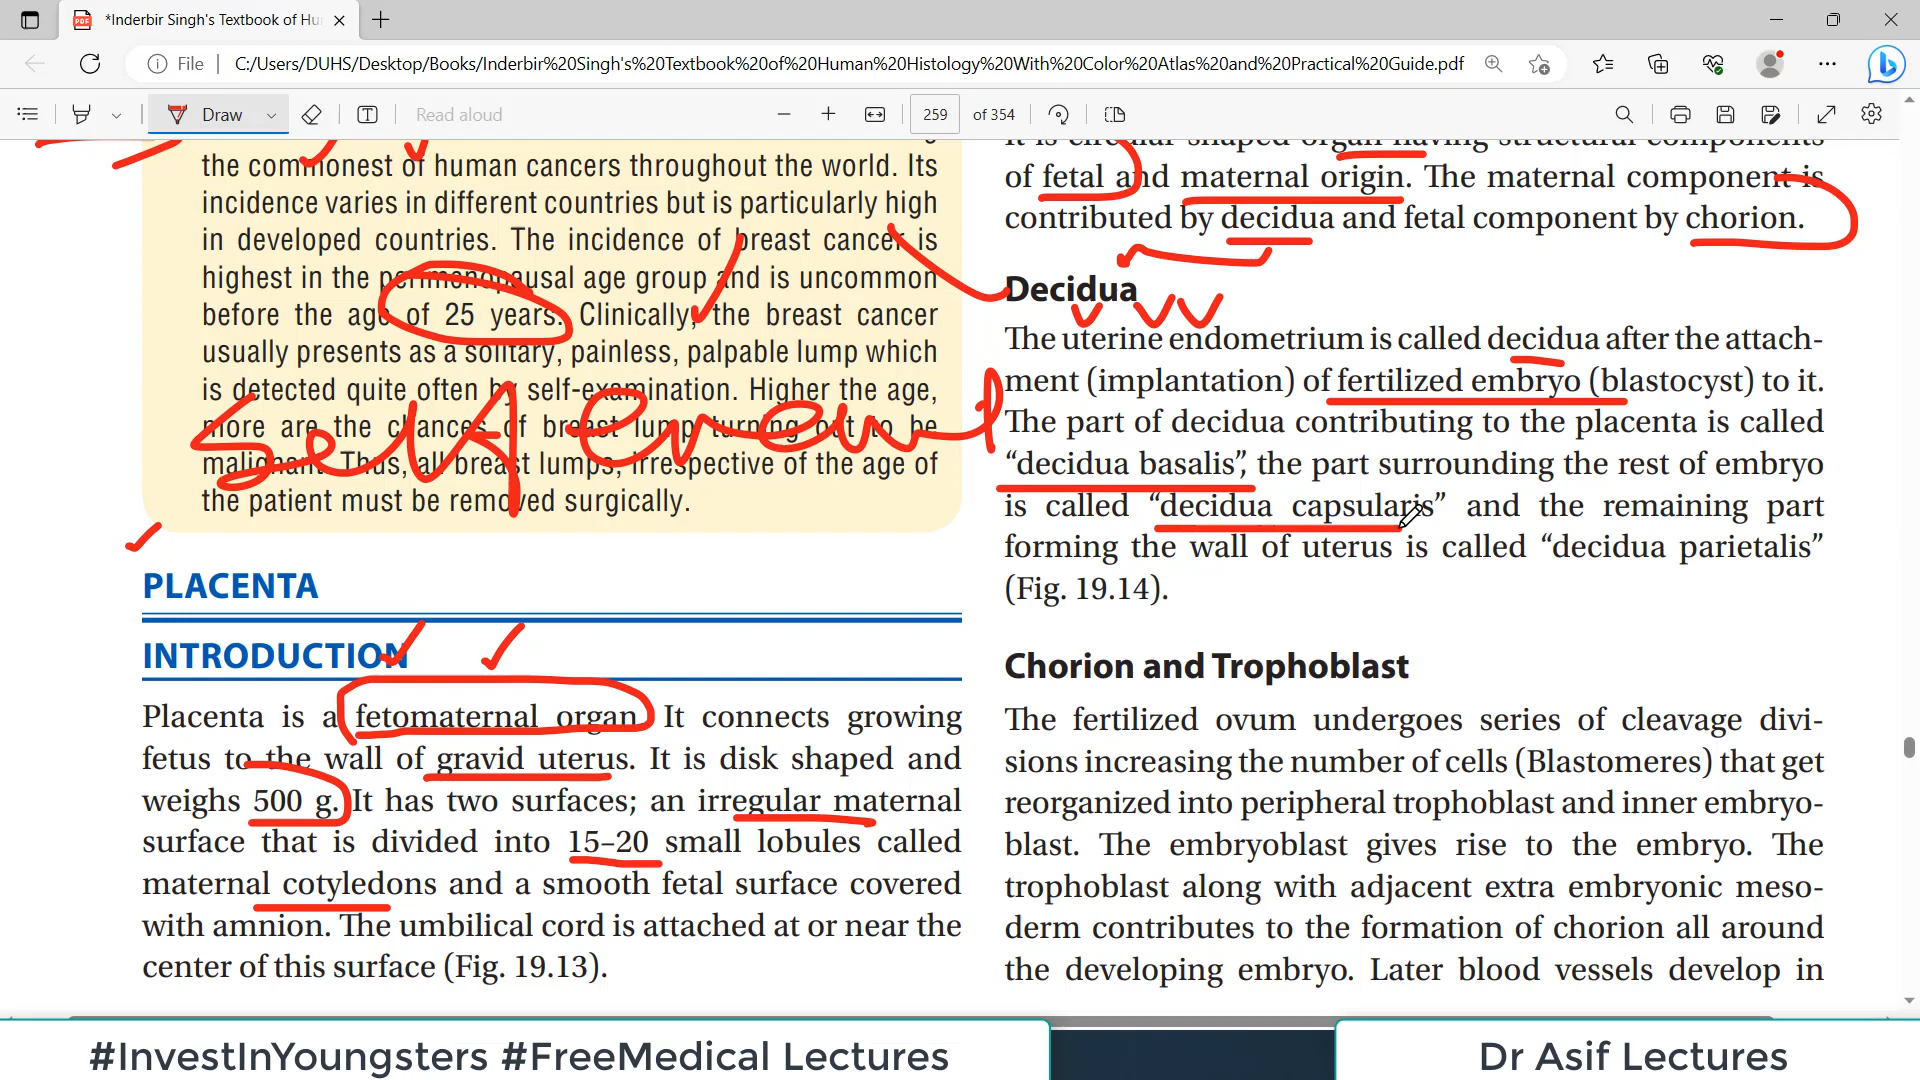 *Inderbir Singh's Textbook of Hu
File
C:/Users/DUHS/Desktop/Books/Inderbir%20Singh's%20Textbook%20of%20Human%20Histology%20With%20Color%20Atlas%20and%20Practical%20Guide.pdf
Draw
Read aloud
259 of 354
the commonest of human cancers throughout the world. Its
incidence varies in different countries but is particularly high
in developed countries. The incidence of breast cancer is
highest in the perimenopausal age group and is uncommon
before the age of 25 years. Clinically, the breast cancer
usually presents as a solitary, painless, palpable lump which
is detected quite often by self-examination. Higher the age,
more are the chances of breast lump turning out to be
malignant. Thus, all breast lumps, irrespective of the age of
the patient must be removed surgically.
PLACENTA
INTRODUCTION
Placenta is a fetomaternal organ. It connects growing
fetus to the wall of gravid uterus. It is disk shaped and
weighs 500 g. It has two surfaces; an irregular maternal
surface that is divided into 15–20 small lobules called
maternal cotyledons and a smooth fetal surface covered
with amnion. The umbilical cord is attached at or near the
center of this surface (Fig. 19.13).
It is circular shaped organ having structural components
of fetal and maternal origin. The maternal component is
contributed by decidua and fetal component by chorion.
Decidua
The uterine endometrium is called decidua after the attach-
ment (implantation) of fertilized embryo (blastocyst) to it.
The part of decidua contributing to the placenta is called
“decidua basalis”, the part surrounding the rest of embryo
is called “decidua capsularis” and the remaining part
forming the wall of uterus is called “decidua parietalis”
(Fig. 19.14).
Chorion and Trophoblast
The fertilized ovum undergoes series of cleavage divi-
sions increasing the number of cells (Blastomeres) that get
reorganized into peripheral trophoblast and inner embryo-
blast. The embryoblast gives rise to the embryo. The
trophoblast along with adjacent extra embryonic meso-
derm contributes to the formation of chorion all around
the developing embryo. Later blood vessels develop in
#InvestInYoungsters #FreeMedical Lectures
Dr Asif Lectures